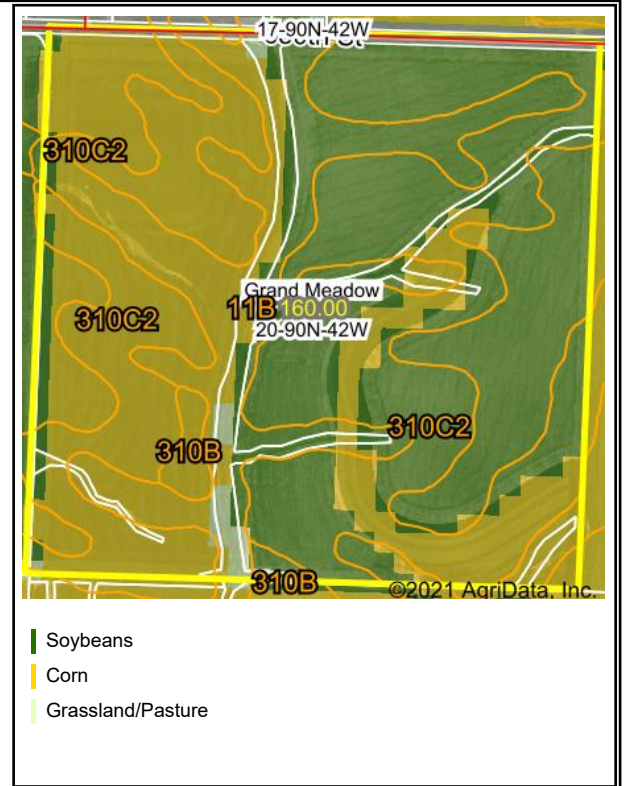 17-90N-42W
310C2
Grand Meadow
11B 160.00
310C2
20-90N-42W
310C2
310B
310B
©2021 AgriData, Inc.
Soybeans
Corn
Grassland/Pasture